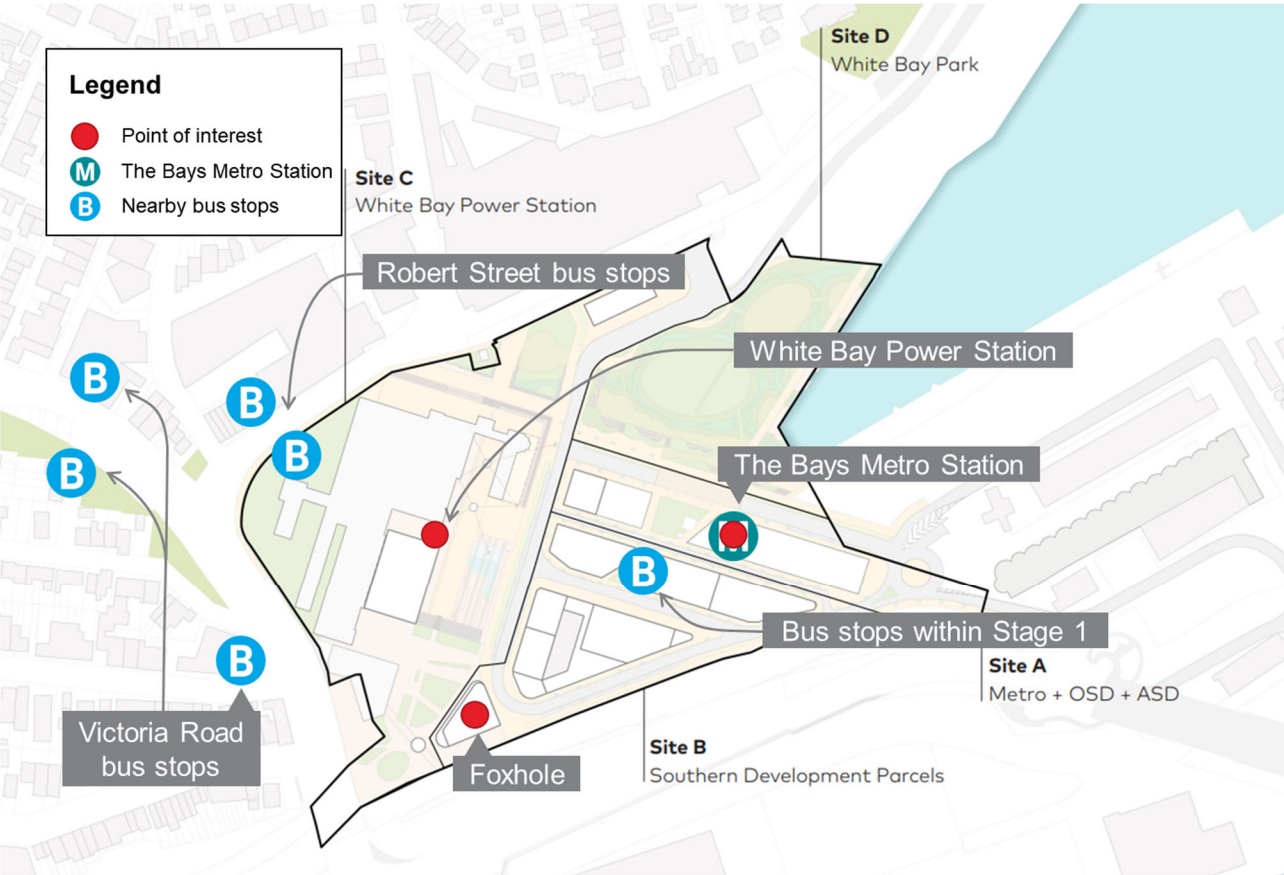 Site D
White Bay Park
Legend
Point of interest
M
The Bays Metro Station
B
Nearby bus stops
Site C
White Bay Power Station
Robert Street bus stops
White Bay Power Station
B
B
B
B
The Bays Metro Station
M
B
Bus stops within Stage 1
B
Site A
Metro + OSD + ASD
Victoria Road
bus stops
Foxhole
Site B
Southern Development Parcels